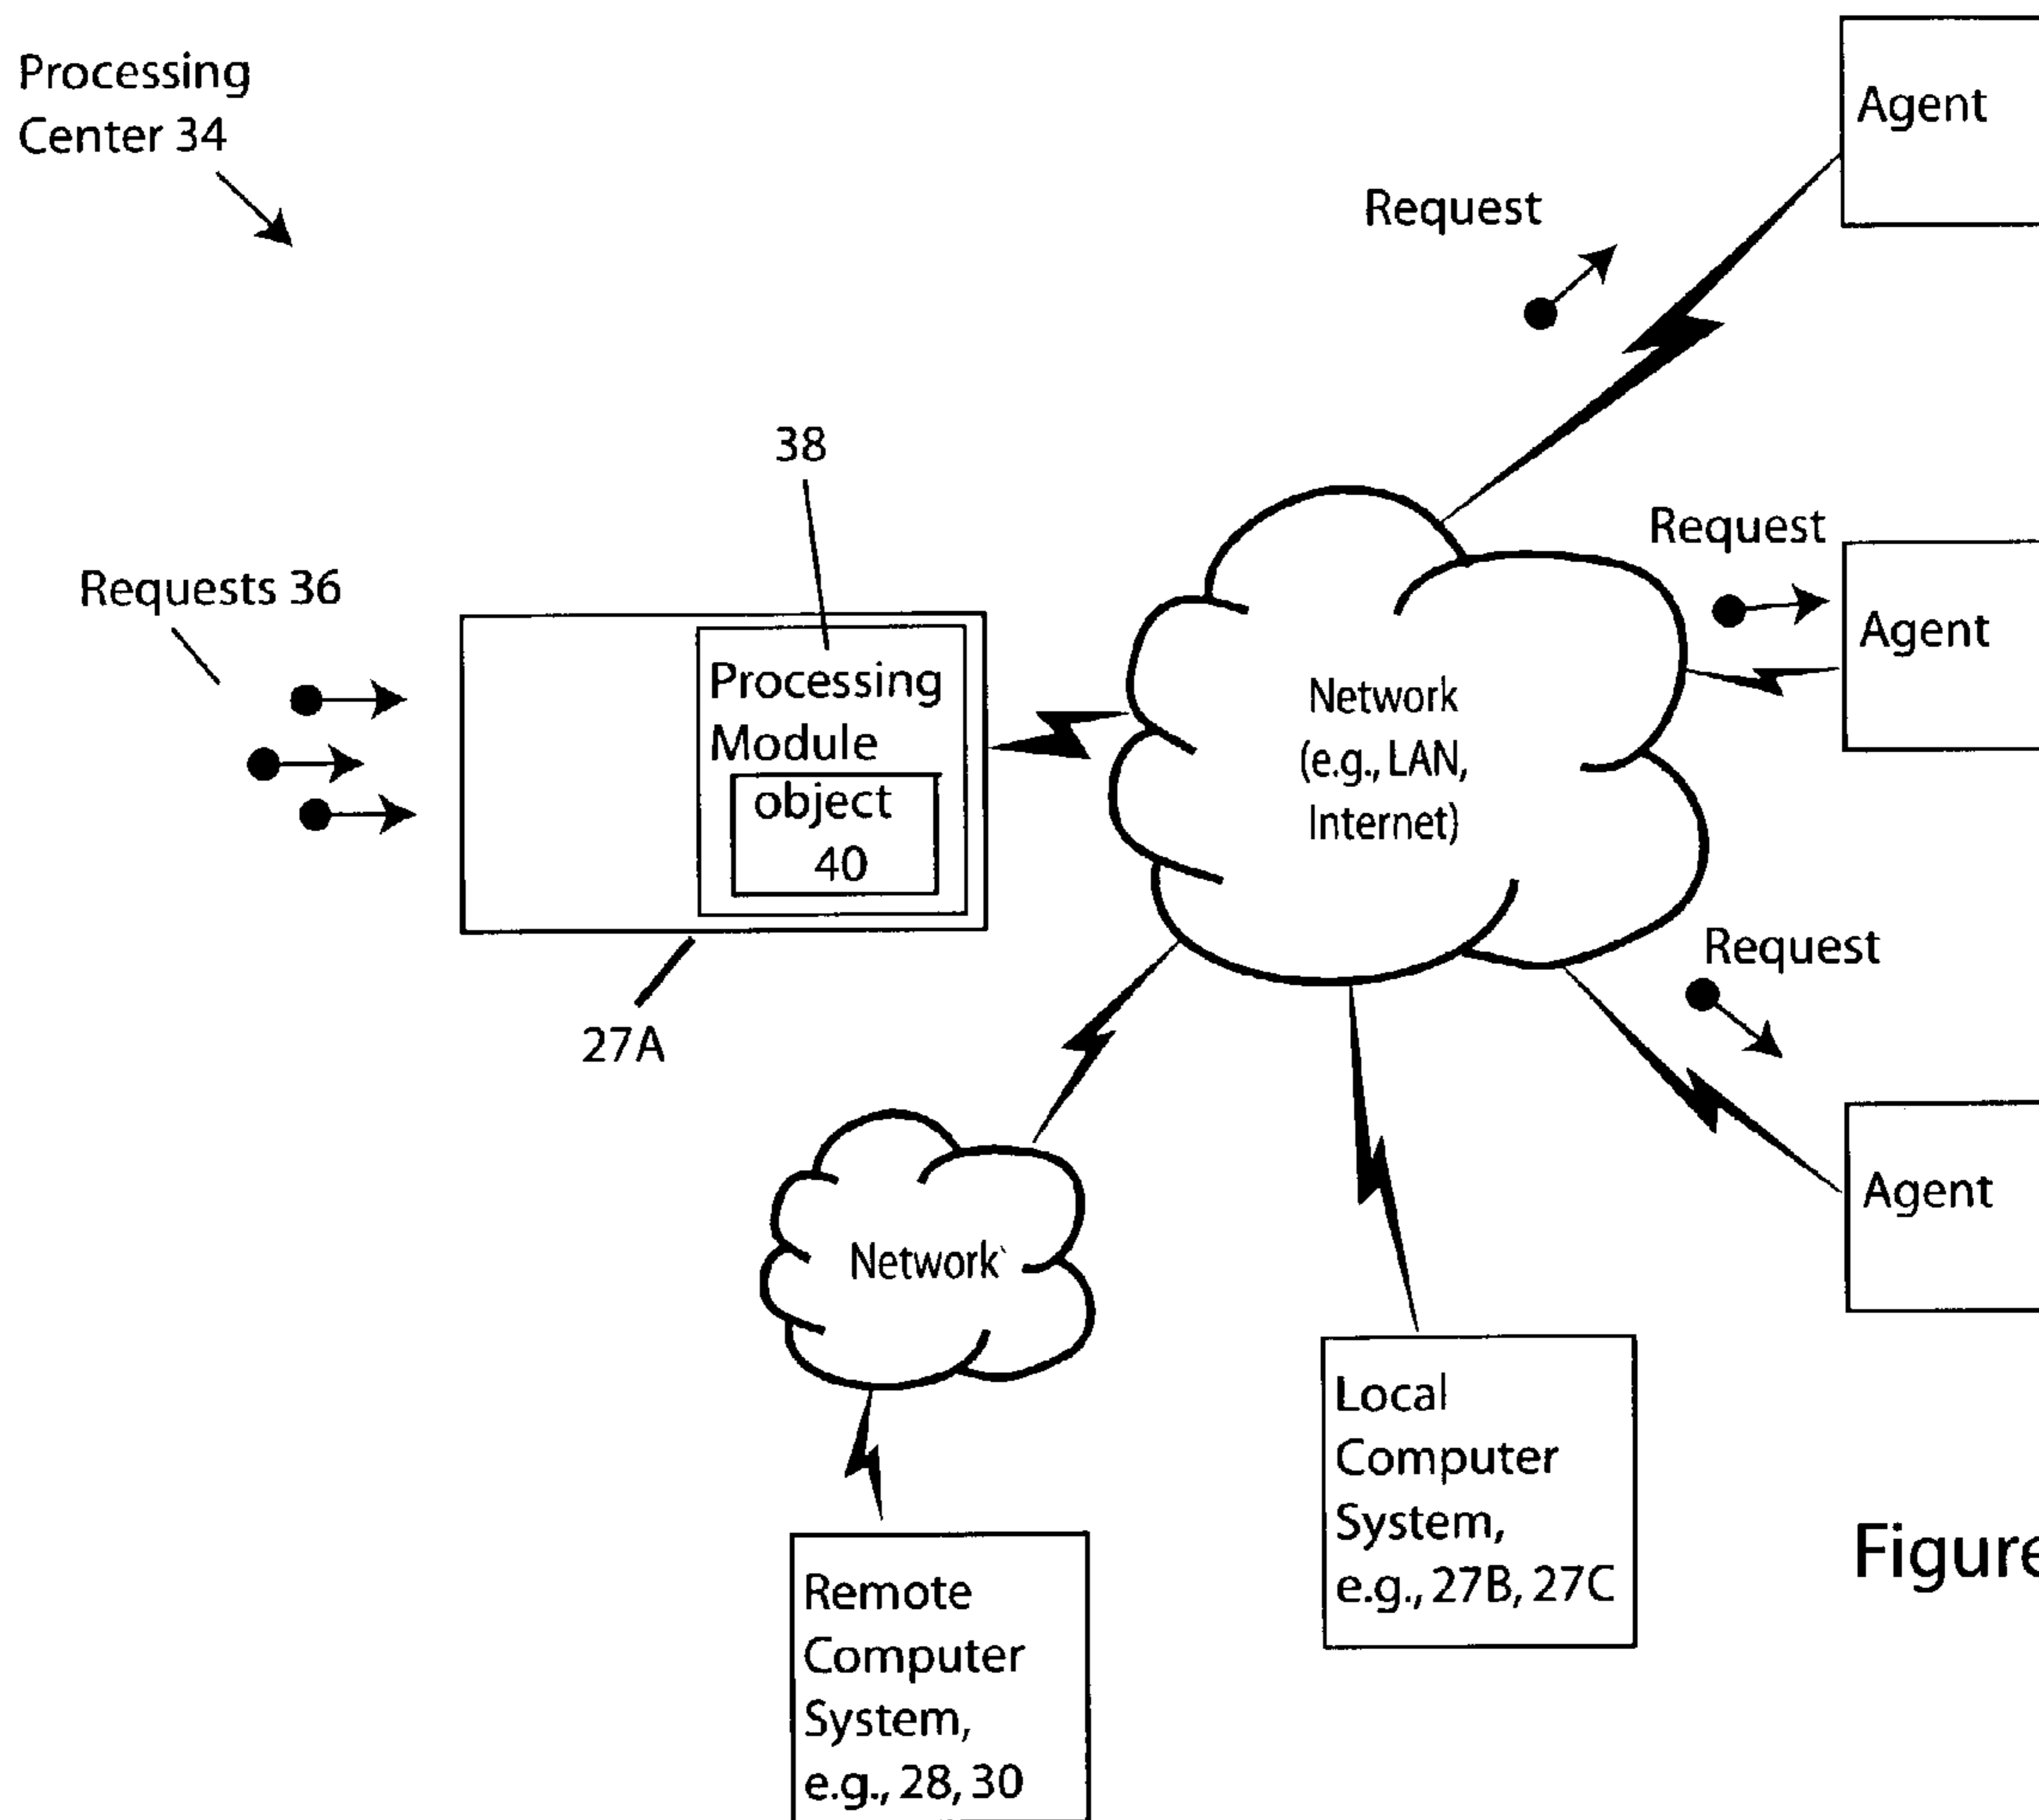 Processing
Center 34
Agent
Request
38
Requests 36
Request
Agent
Processing
Module
object
40
Network
(e.g., LAN,
Internet)
27A
Request
Agent
Network`
Local
Computer
System,
e.g., 27B, 27C
Remote
Computer
System,
e.g., 28, 30
Figure